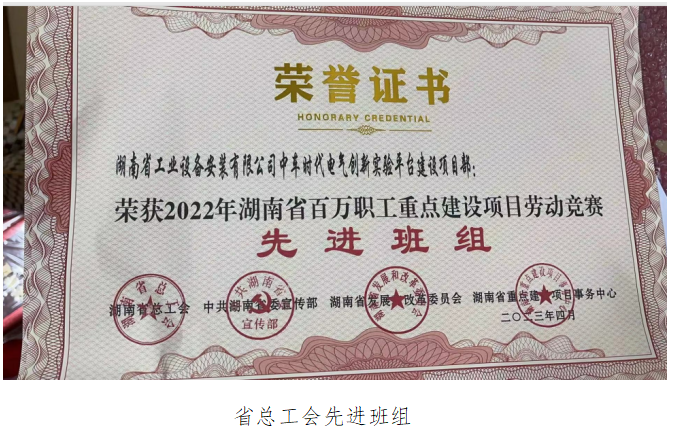 荣誉证书
HONORARY CREDENTIAL
湖南省工业设备安装有限公司中车时代电气创新实验平台建设项目部：
荣获2022年湖南省百万职工重点建设项目劳动竞赛
先进班组
湖南省总工会 中共湖南省委宣传部 湖南省发展和改革委员会 湖南省重点建设项目事务中心
二〇二三年四月
省总工会先进班组